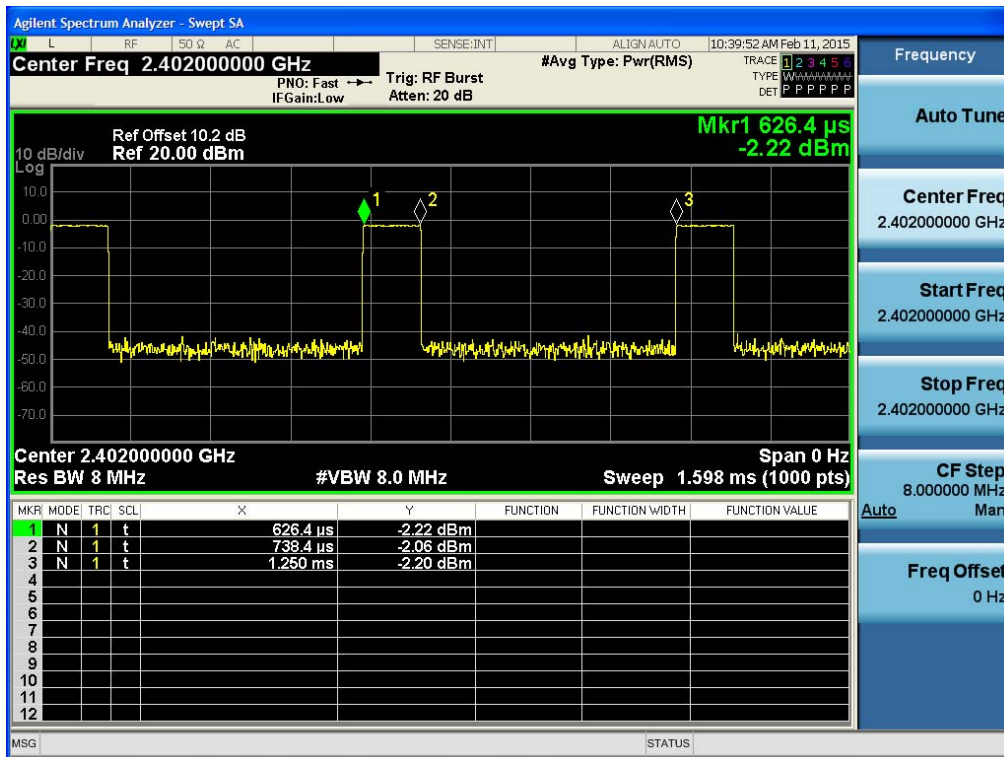 Agilent Spectrum Analyzer - Swept SA
LXI L RF 50 Ω AC SENSE:INT ALIGN AUTO 10:39:52 AM Feb 11, 2015
Center Freq 2.402000000 GHz
PNO: Fast
IFGain:Low
Trig: RF Burst
Atten: 20 dB
#Avg Type: Pwr(RMS)
TRACE 1 2 3 4 5 6
TYPE
DET P P P P P P
Ref Offset 10.2 dB
10 dB/div Ref 20.00 dBm
Log
Mkr1 626.4 µs
-2.22 dBm
10.0
0.00
-10.0
-20.0
-30.0
-40.0
-50.0
-60.0
-70.0
1 2 3
Center 2.402000000 GHz Span 0 Hz
Res BW 8 MHz #VBW 8.0 MHz Sweep 1.598 ms (1000 pts)
MKR MODE TRC SCL X Y FUNCTION FUNCTION WIDTH FUNCTION VALUE
1 N 1 t 626.4 µs -2.22 dBm
2 N 1 t 738.4 µs -2.06 dBm
3 N 1 t 1.250 ms -2.20 dBm
4
5
6
7
8
9
10
11
12
MSG STATUS
Frequency
Auto Tune
Center Freq
2.402000000 GHz
Start Freq
2.402000000 GHz
Stop Freq
2.402000000 GHz
CF Step
8.000000 MHz
Auto Man
Freq Offset
0 Hz